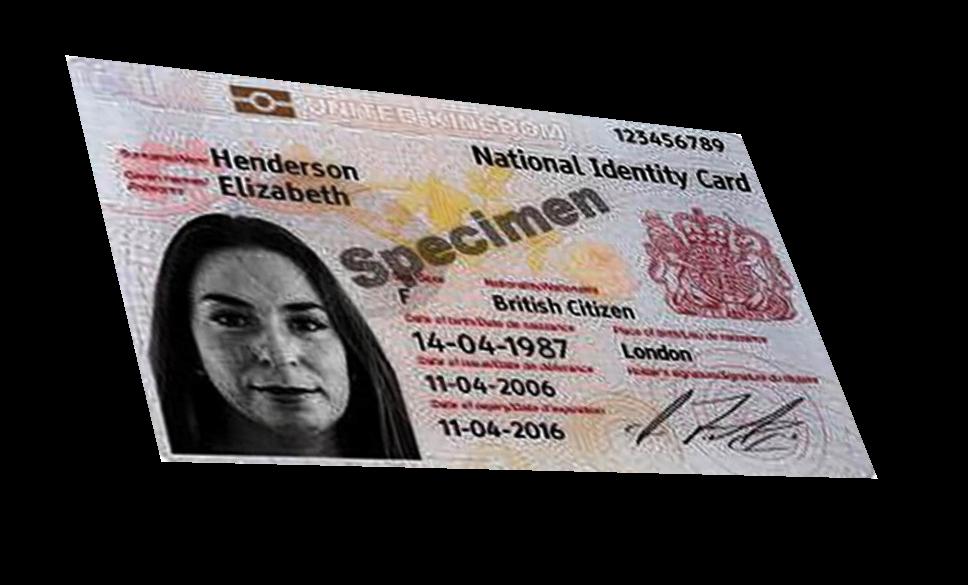 UNITED KINGDOM
123456789
National Identity Card
Surname/Nom Henderson
Given names/Prénoms Elizabeth
Specimen
Sex/Sexe Nationality/Nationalité
F British Citizen
Date of birth/Date de naissance Place of birth/Lieu de naissance
14-04-1987 London
Date of issue/Date de délivrance Holder's signature/Signature du titulaire
11-04-2006
Date of expiry/Date d'expiration
11-04-2016